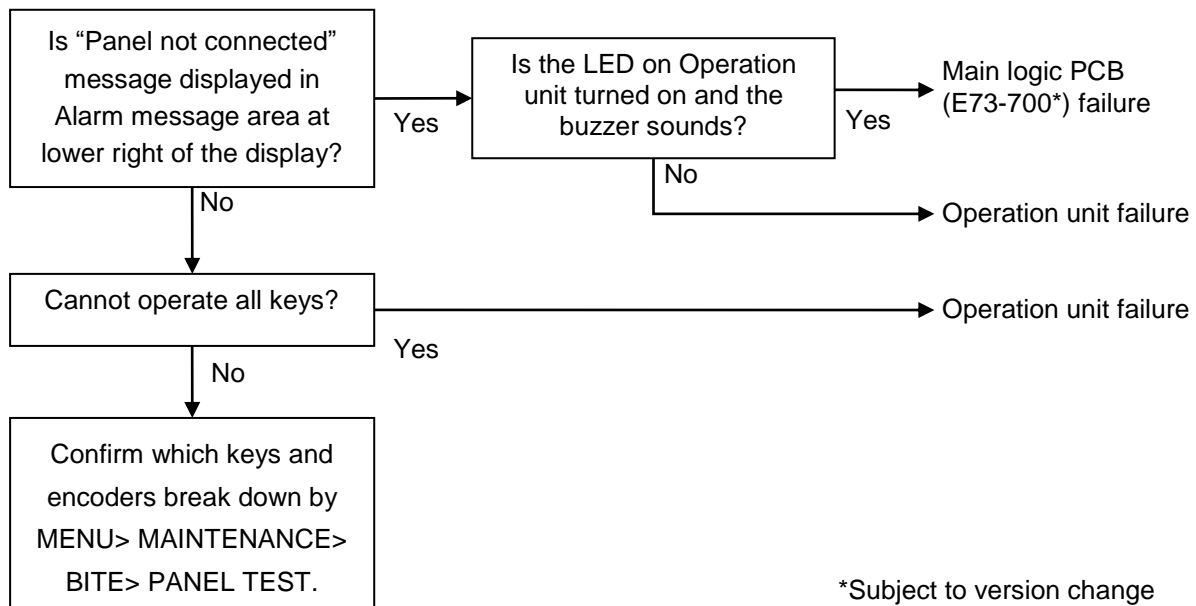 Is “Panel not connected”
message displayed in
Alarm message area at
lower right of the display?
Yes
Is the LED on Operation
unit turned on and the
buzzer sounds?
Yes
Main logic PCB
(E73-700*) failure
No
Operation unit failure
No
Cannot operate all keys?
Yes
Operation unit failure
No
Confirm which keys and
encoders break down by
MENU> MAINTENANCE>
BITE> PANEL TEST.
*Subject to version change